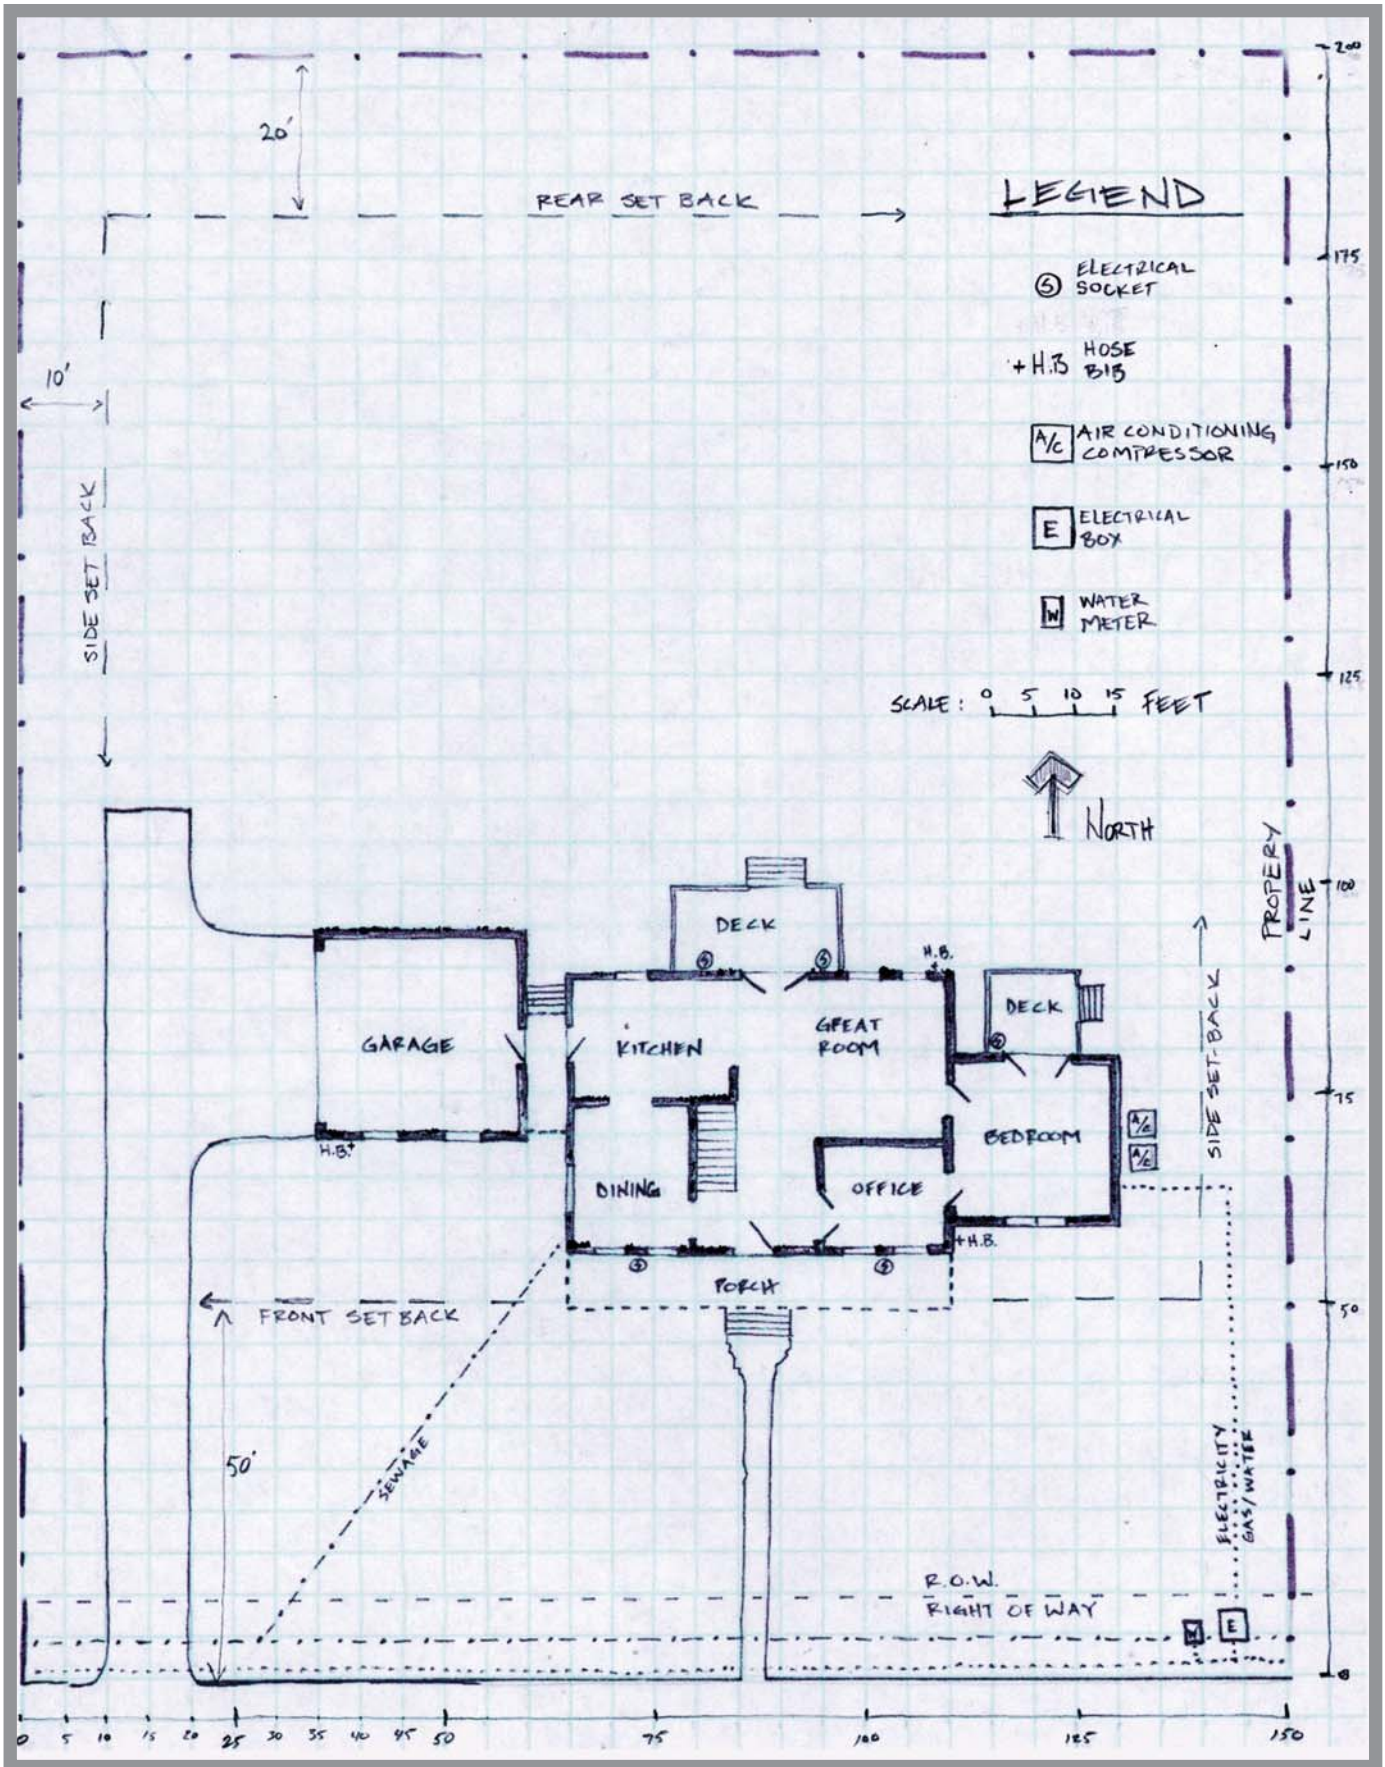 200
20'
REAR SET BACK
LEGEND
175
S ELECTRICAL
SOCKET
+H.B HOSE
BIB
10'
A/C AIR CONDITIONING
COMPRESSOR
150
SIDE SET BACK
E ELECTRICAL
BOX
W WATER
METER
125
SCALE: 0 5 10 15 FEET
NORTH
PROPERY
LINE
100
DECK
S
S
H.B.
DECK
S
GARAGE
KITCHEN
GREAT
ROOM
SIDE SET-BACK
75
A/C
A/C
BEDROOM
H.B.+
DINING
OFFICE
+H.B.
S
S
PORCH
FRONT SETBACK
50
50'
SEWAGE
ELECTRICITY
GAS/WATER
R.O.W.
RIGHT OF WAY
W
E
0
0 5 10 15 20 25 30 35 40 45 50 75 100 125 150